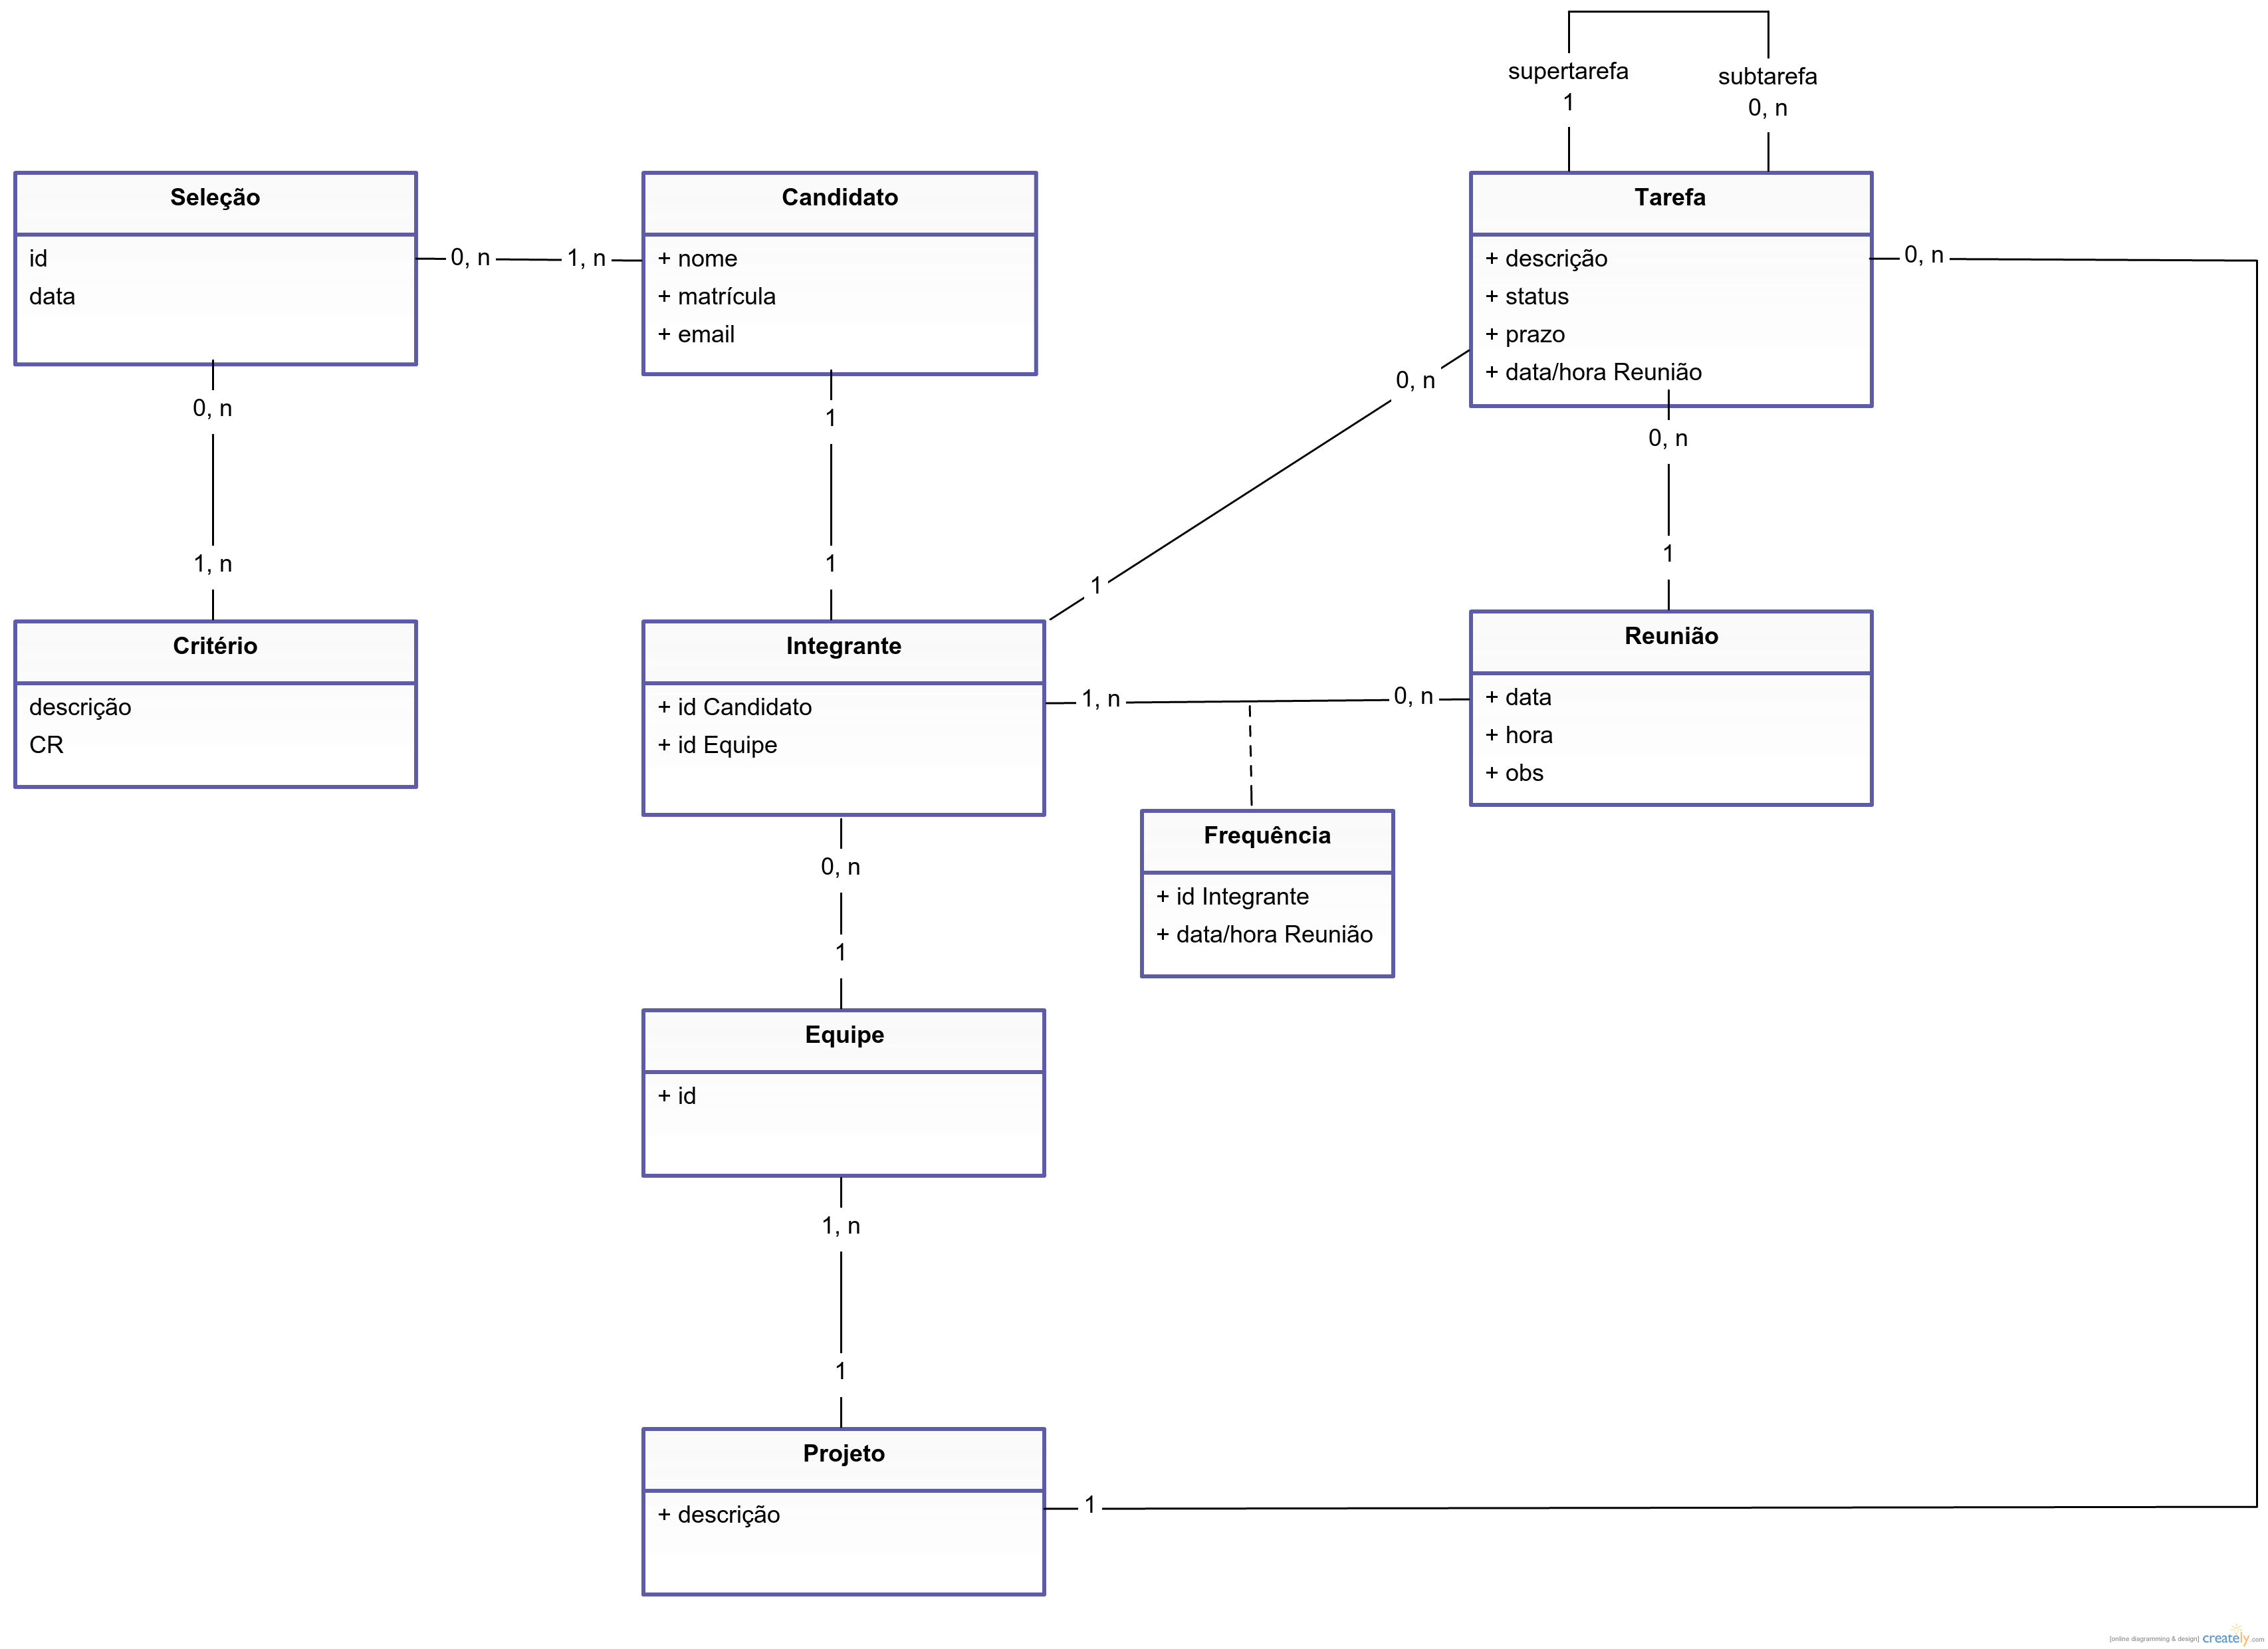 supertarefa
1
subtarefa
0, n
Seleção
id
data
0, n
1, n
Candidato
+ nome
+ matrícula
+ email
Tarefa
+ descrição
+ status
+ prazo
+ data/hora Reunião
0, n
0, n
1, n
Critério
descrição
CR
1
1
0, n
1
0, n
1
Integrante
+ id Candidato
+ id Equipe
1, n
0, n
Reunião
+ data
+ hora
+ obs
Frequência
+ id Integrante
+ data/hora Reunião
0, n
1
Equipe
+ id
1, n
1
Projeto
+ descrição
1
[online diagramming & design] creately.com